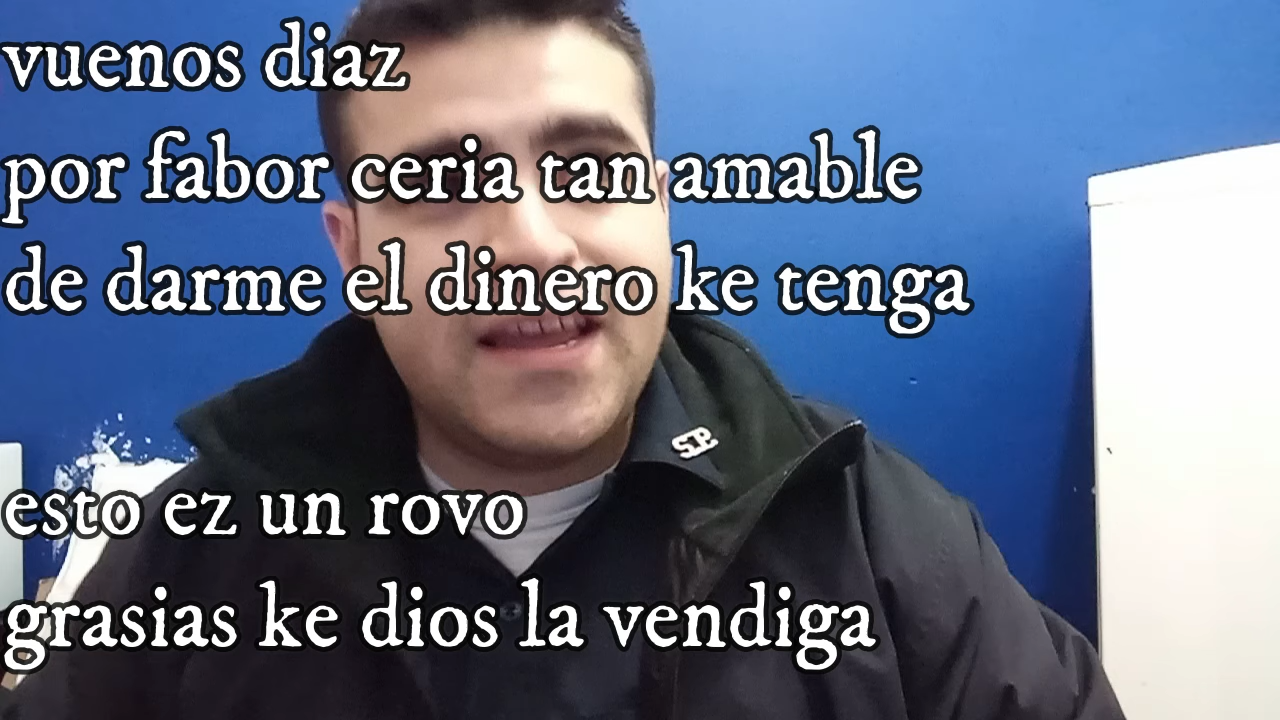 vuenos diaz
por fabor ceria tan amable
de darme el dinero ke tenga
S.P.
esto ez un rovo
grasias ke dios la vendiga